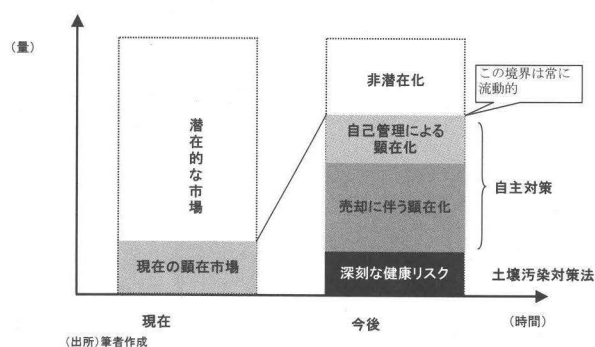 (量)
潜在的な市場
現在の顕在市場
非潜在化
この境界は常に
流動的
自己管理による
顕在化
売却に伴う顕在化
自主対策
深刻な健康リスク
土壌汚染対策法
現在
今後
(時間)
(出所)筆者作成